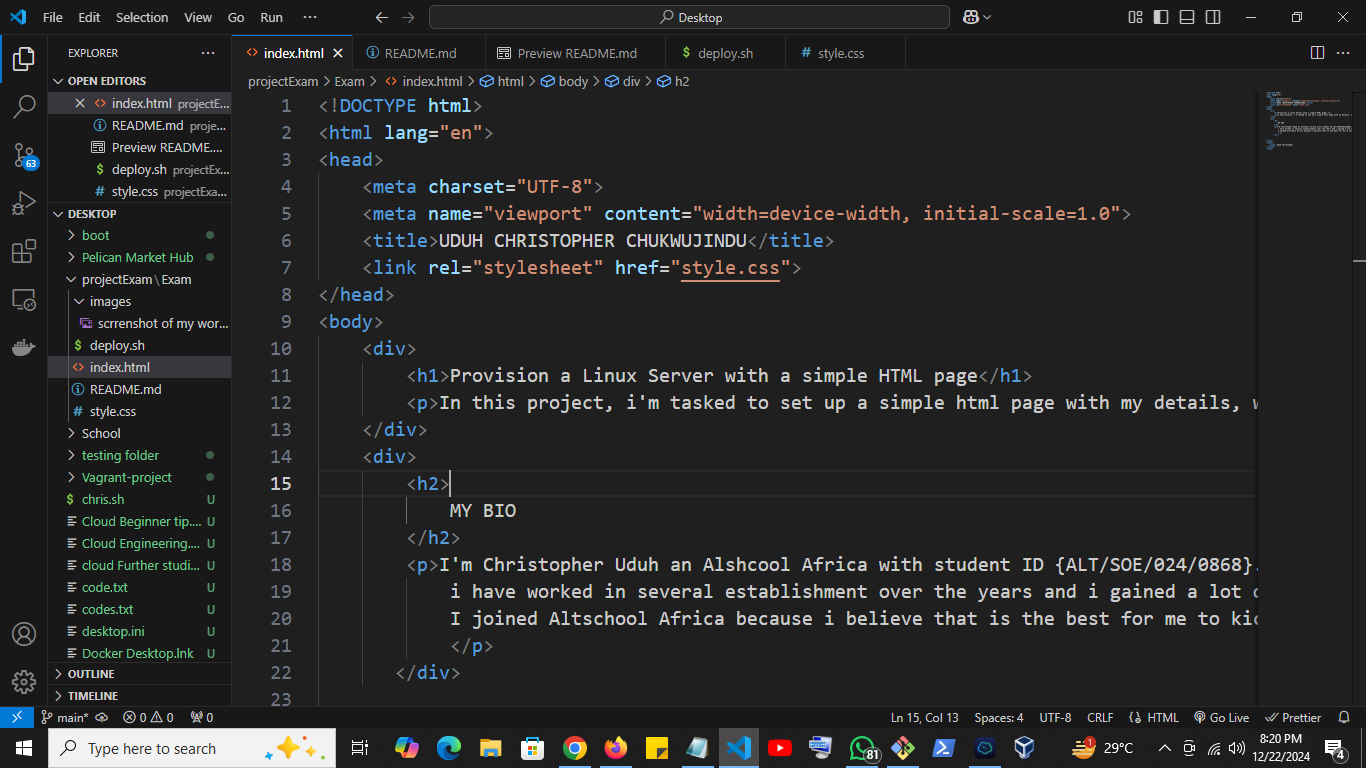 File Edit Selection View Go Run ··· Desktop
EXPLORER ···
OPEN EDITORS
index.html projectE...
README.md proje...
Preview README....
$ deploy.sh projectEx...
# style.css projectExa...
63
DESKTOP
boot
Pelican Market Hub
projectExam\Exam
images
scrrenshot of my wor...
$ deploy.sh
index.html
README.md
# style.css
School
testing folder
Vagrant-project
$ chris.sh U
Cloud Beginner tip.... U
Cloud Engineering.... U
cloud Further studi... U
code.txt U
codes.txt U
desktop.ini U
Docker Desktop.lnk U
OUTLINE
TIMELINE
index.html README.md Preview README.md $ deploy.sh # style.css ···
projectExam > Exam > index.html > html > body > div > h2
1 <!DOCTYPE html>
2 <html lang="en">
3 <head>
4 <meta charset="UTF-8">
5 <meta name="viewport" content="width=device-width, initial-scale=1.0">
6 <title>UDUH CHRISTOPHER CHUKWUJINDU</title>
7 <link rel="stylesheet" href="style.css">
8 </head>
9 <body>
10 <div>
11 <h1>Provision a Linux Server with a simple HTML page</h1>
12 <p>In this project, i'm tasked to set up a simple html page with my details,
13 </div>
14 <div>
15 <h2>
16 MY BIO
17 </h2>
18 <p>I'm Christopher Uduh an Alshcool Africa with student ID {ALT/SOE/024/0868}.
19 i have worked in several establishment over the years and i gained a lot
20 I joined Altschool Africa because i believe that is the best for me to
21 </p>
22 </div>
23
main* 0 0 0 Ln 15, Col 13 Spaces: 4 UTF-8 CRLF HTML Go Live Prettier
Type here to search 81 1 29°C 8:20 PM
12/22/2024 4